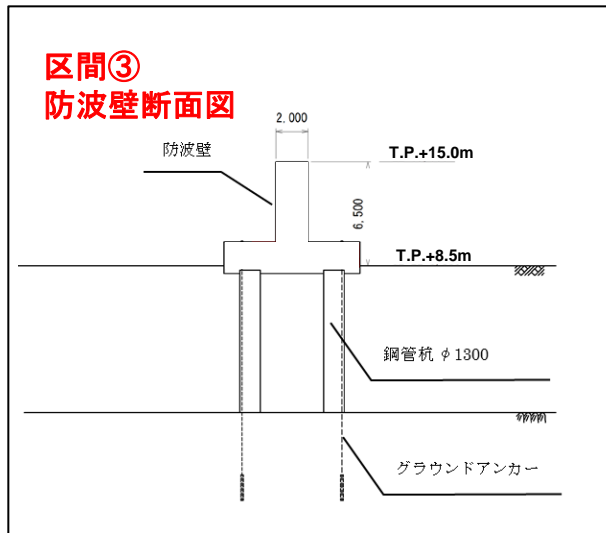 区間③
防波壁断面図
2.000
防波壁
T.P.+15.0m
6,500
T.P.+8.5m
鋼管杭 φ1300
グラウンドアンカー